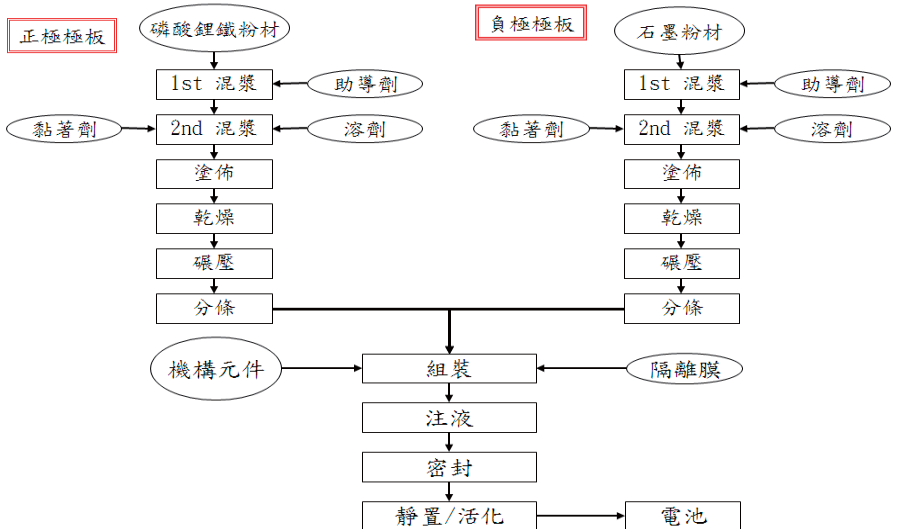 正極極板
磷酸鋰鐵粉材
負極極板
石墨粉材
1st 混漿
助導劑
1st 混漿
助導劑
黏著劑
2nd 混漿
溶劑
黏著劑
2nd 混漿
溶劑
塗佈
塗佈
乾燥
乾燥
碾壓
碾壓
分條
分條
機構元件
組裝
隔離膜
注液
密封
靜置/活化
電池